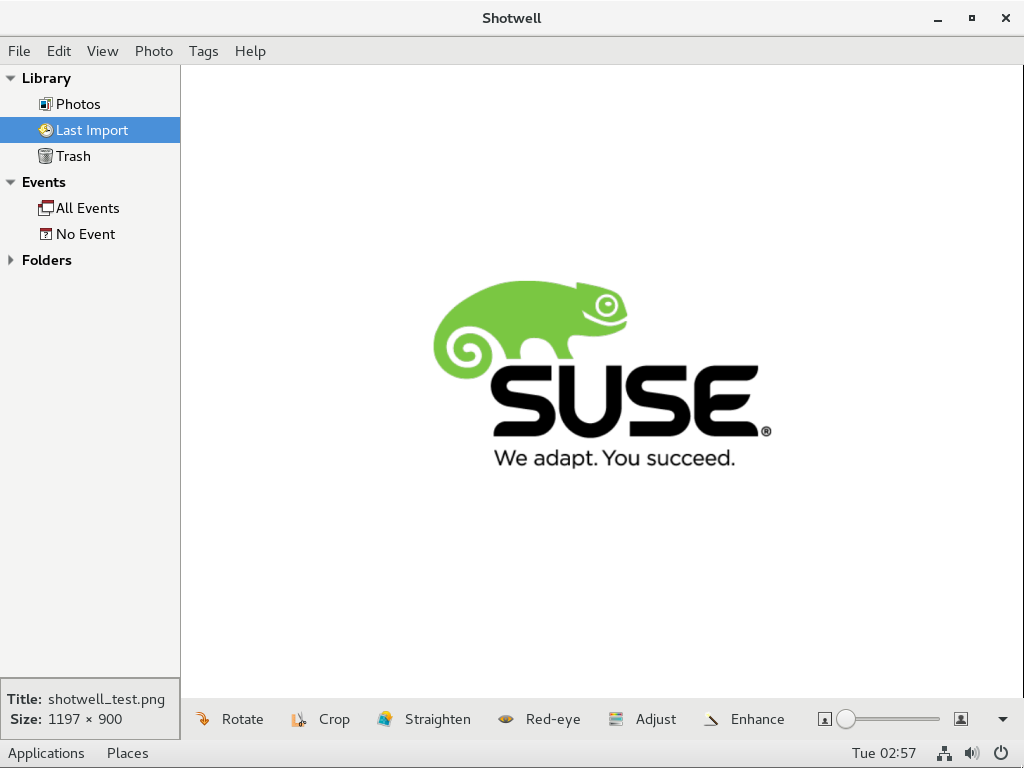 Shotwell
File Edit View Photo Tags Help
Library
Photos
Last Import
Trash
Events
All Events
No Event
Folders
SUSE®
We adapt. You succeed.
Title: shotwell_test.png
Size: 1197 × 900
Rotate Crop Straighten Red-eye Adjust Enhance
Applications Places Tue 02:57